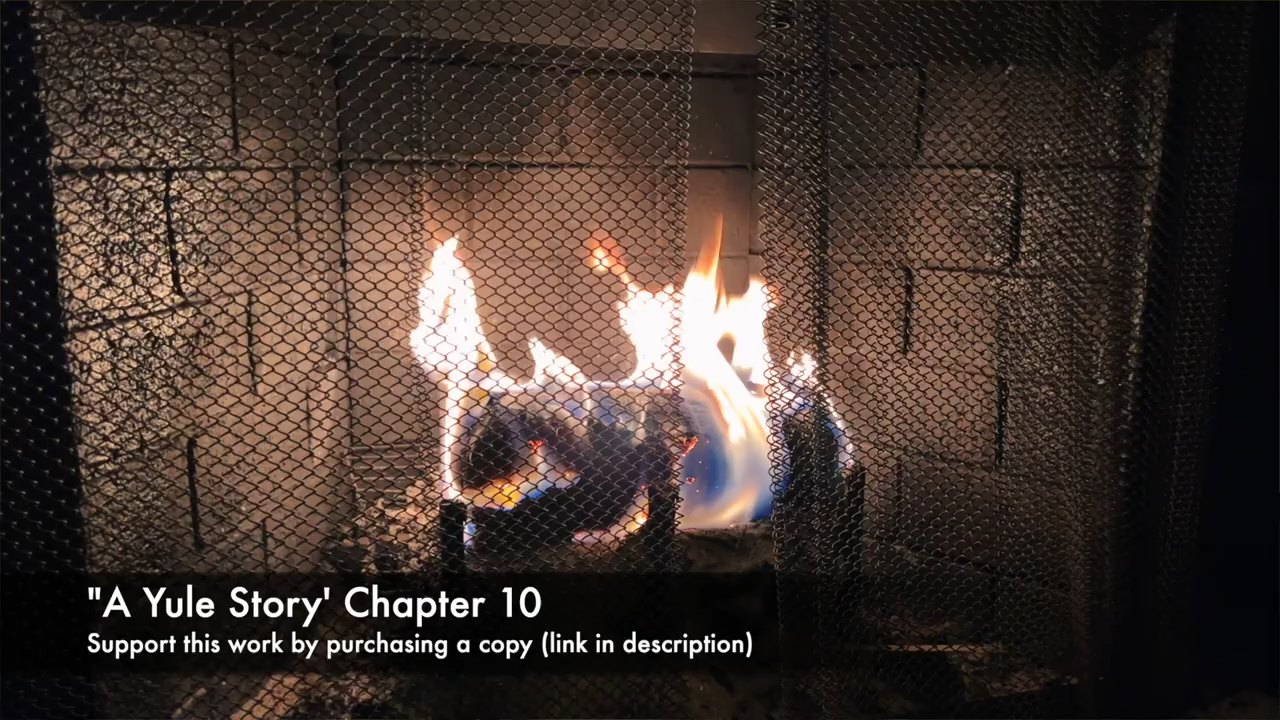 "A Yule Story' Chapter 10
Support this work by purchasing a copy (link in description)